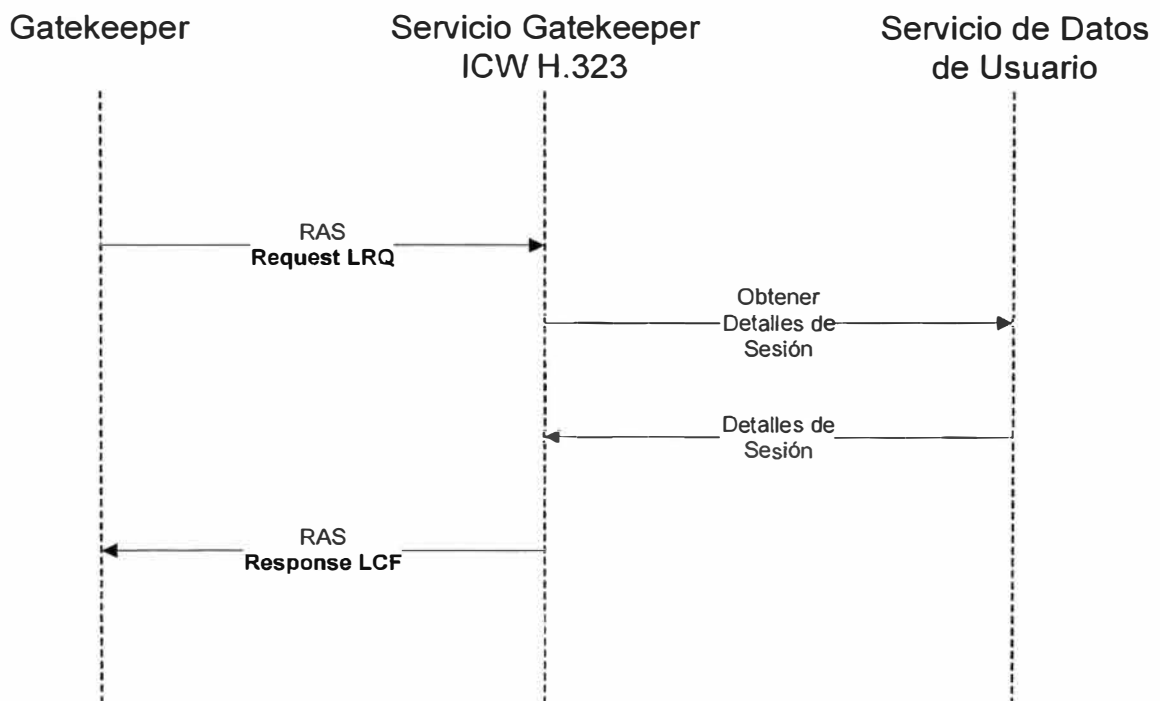 Gatekeeper
Servicio Gatekeeper
ICW H.323
Servicio de Datos
de Usuario
RAS
Request LRQ
Obtener
Detalles de
Sesión
Detalles de
Sesión
RAS
Response LCF